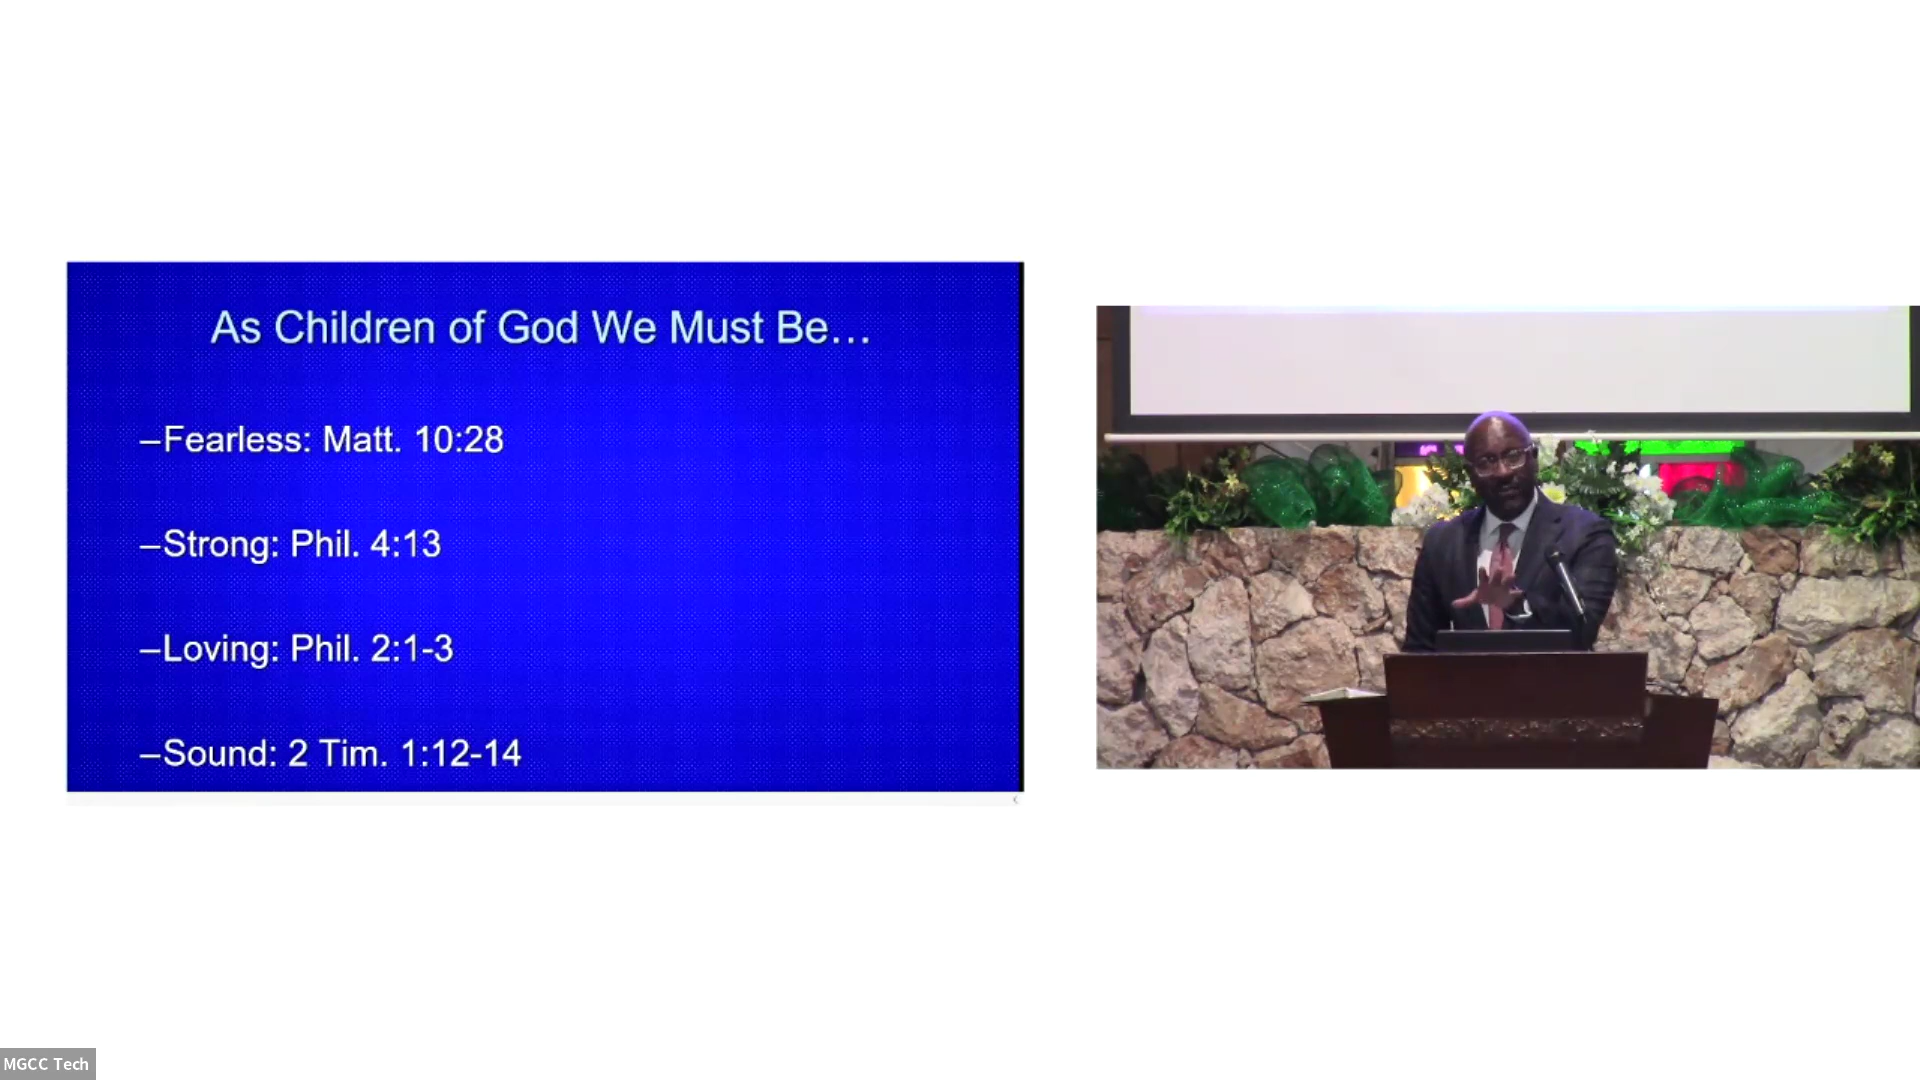 As Children of God We Must Be…
–Fearless: Matt. 10:28
–Strong: Phil. 4:13
–Loving: Phil. 2:1-3
–Sound: 2 Tim. 1:12-14
MGCC Tech